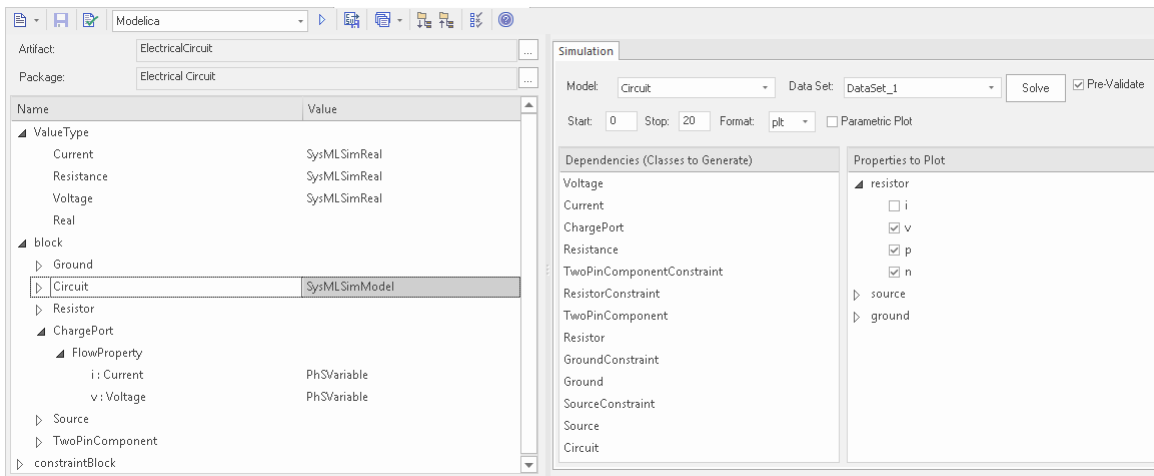 Modelica
Artifact: ElectricalCircuit ...
Package: Electrical Circuit ...
Name Value
ValueType
Current SysMLSimReal
Resistance SysMLSimReal
Voltage SysMLSimReal
Real
block
Ground
Circuit SysMLSimModel
Resistor
ChargePort
FlowProperty
i : Current PhSVariable
v : Voltage PhSVariable
Source
TwoPinComponent
constraintBlock
Simulation
Model: Circuit Data Set: DataSet_1 Solve Pre-Validate
Start: 0 Stop: 20 Format: plt Parametric Plot
Dependencies (Classes to Generate)
Voltage
Current
ChargePort
Resistance
TwoPinComponentConstraint
ResistorConstraint
TwoPinComponent
Resistor
GroundConstraint
Ground
SourceConstraint
Source
Circuit
Properties to Plot
resistor
i
v
p
n
source
ground